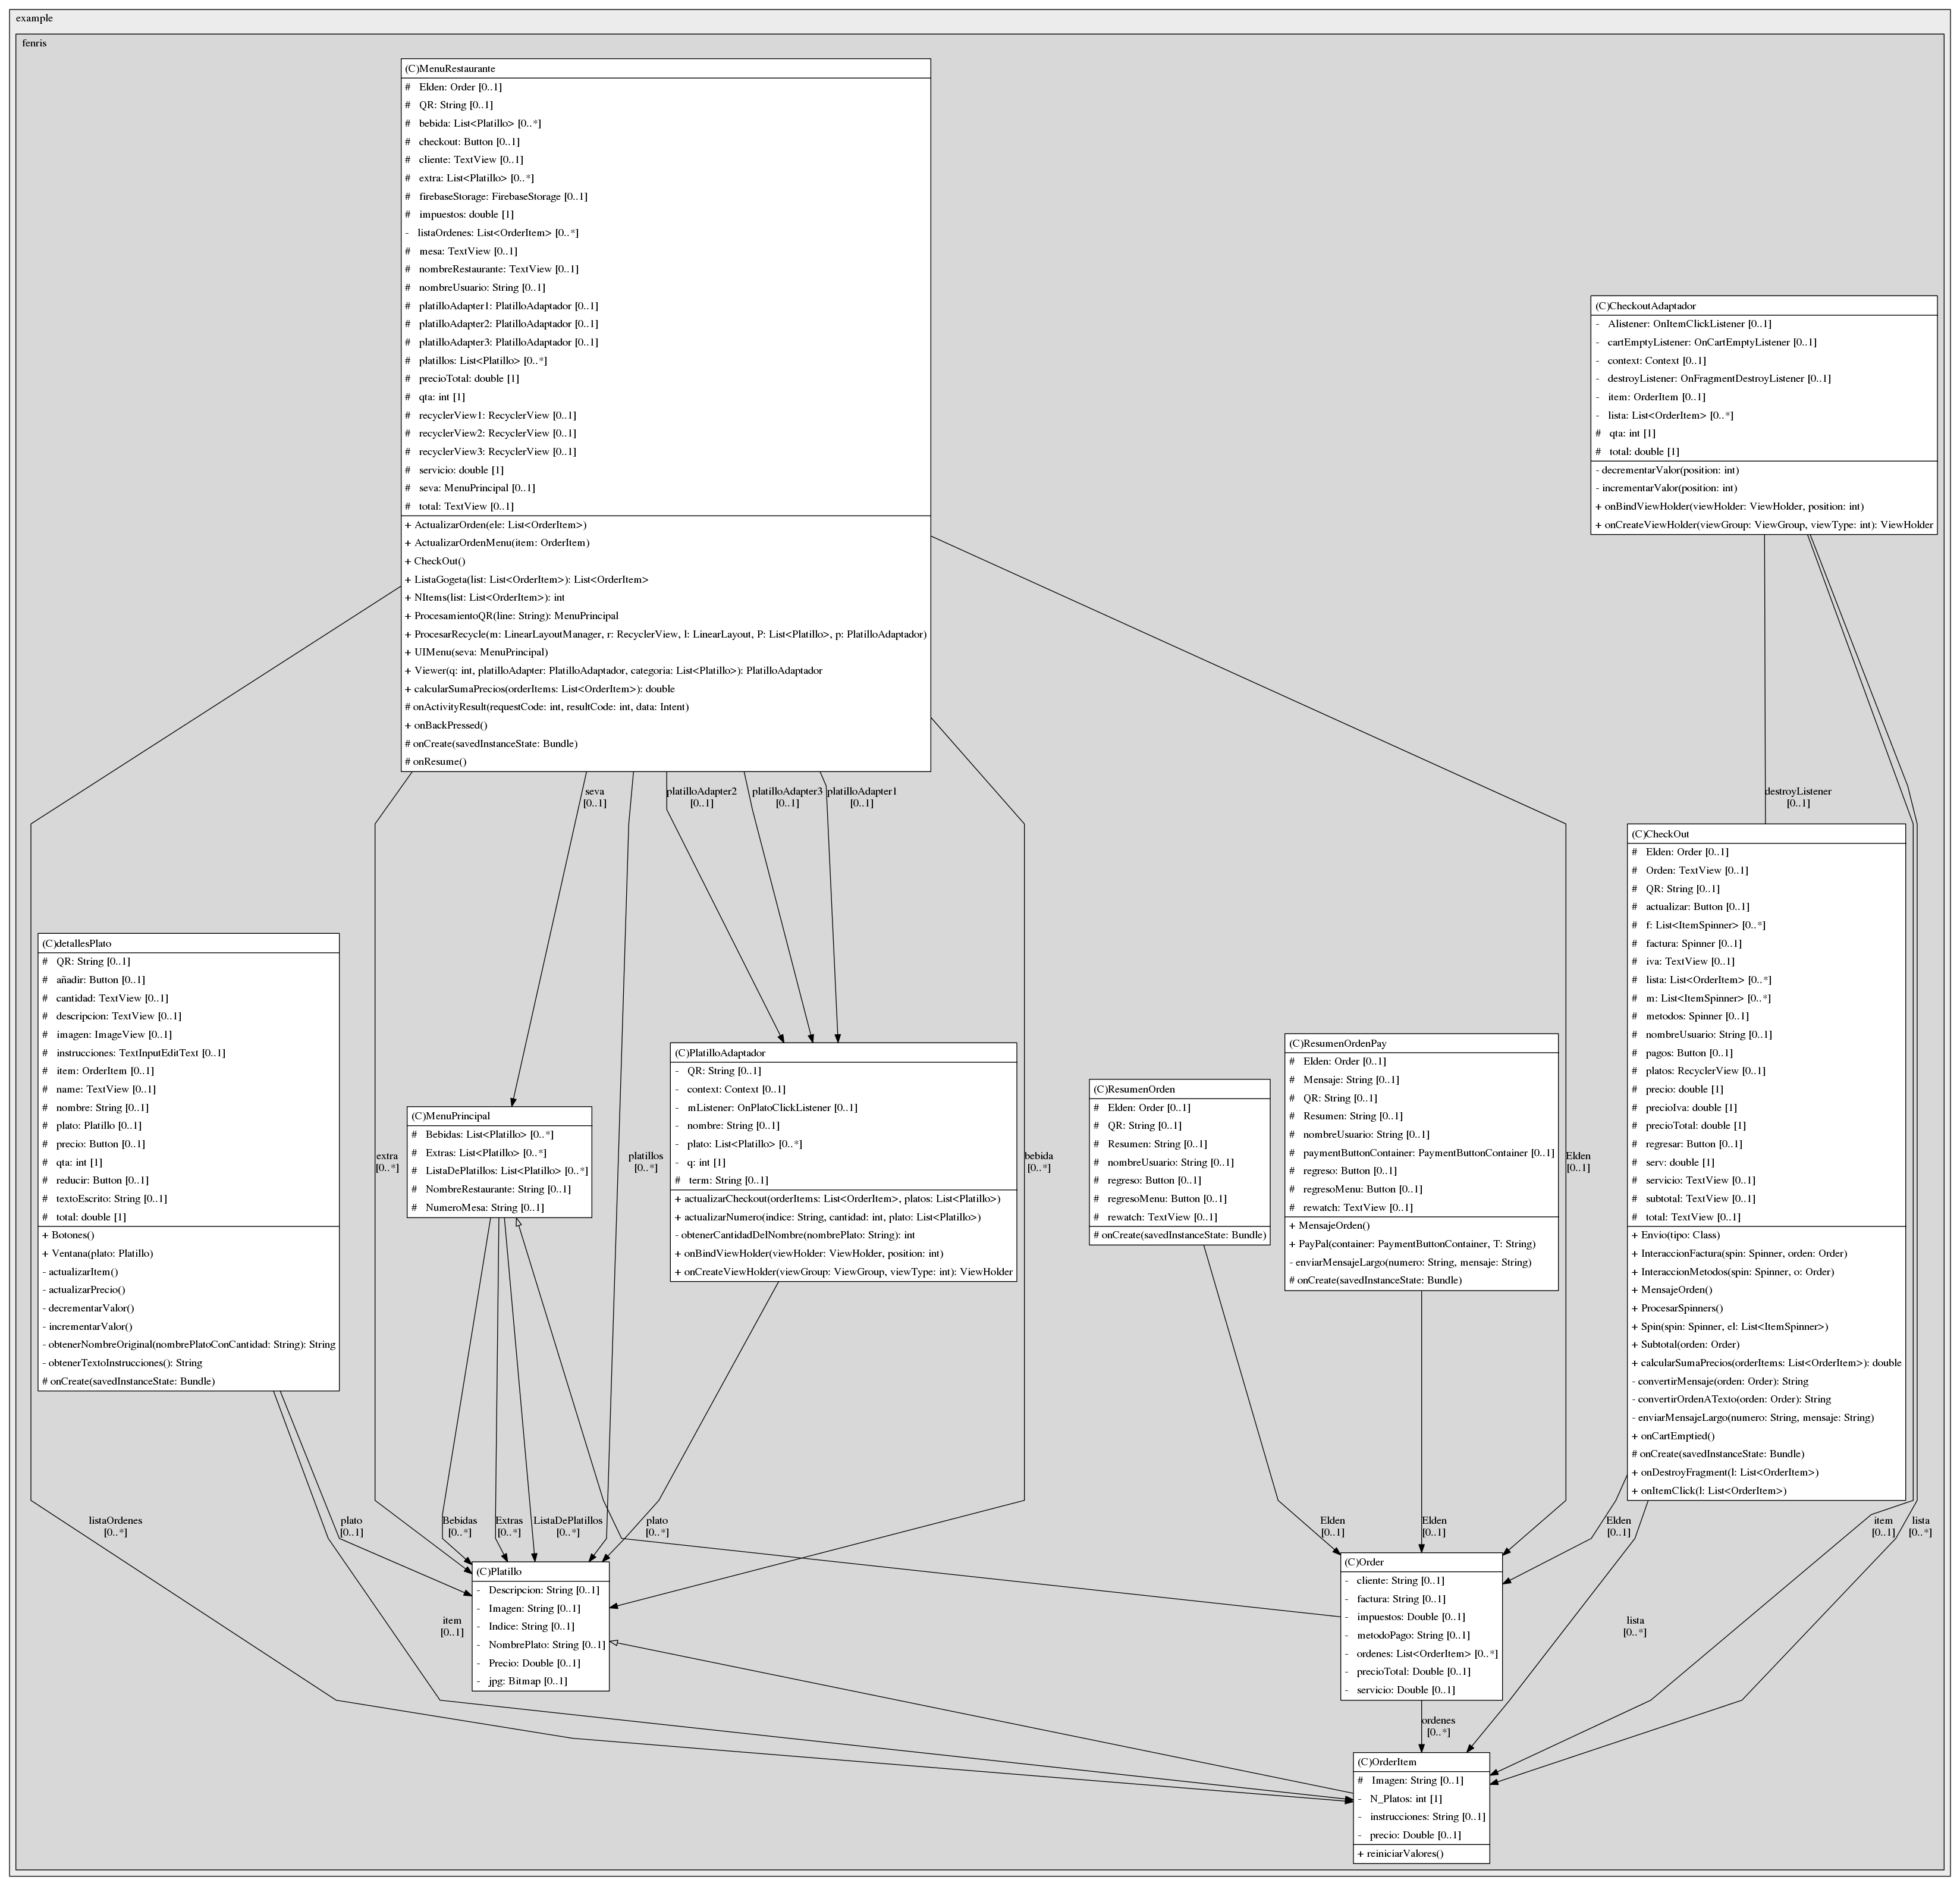 example
fenris
(C)MenuRestaurante
# Elden: Order [0..1]
# QR: String [0..1]
# bebida: List<Platillo> [0..*]
# checkout: Button [0..1]
# cliente: TextView [0..1]
# extra: List<Platillo> [0..*]
# firebaseStorage: FirebaseStorage [0..1]
# impuestos: double [1]
- listaOrdenes: List<OrderItem> [0..*]
# mesa: TextView [0..1]
# nombreRestaurante: TextView [0..1]
# nombreUsuario: String [0..1]
# platilloAdapter1: PlatilloAdaptador [0..1]
# platilloAdapter2: PlatilloAdaptador [0..1]
# platilloAdapter3: PlatilloAdaptador [0..1]
# platillos: List<Platillo> [0..*]
# precioTotal: double [1]
# qta: int [1]
# recyclerView1: RecyclerView [0..1]
# recyclerView2: RecyclerView [0..1]
# recyclerView3: RecyclerView [0..1]
# servicio: double [1]
# seva: MenuPrincipal [0..1]
# total: TextView [0..1]
+ ActualizarOrden(ele: List<OrderItem>)
+ ActualizarOrdenMenu(item: OrderItem)
+ CheckOut()
+ ListaGogeta(list: List<OrderItem>): List<OrderItem>
+ NItems(list: List<OrderItem>): int
+ ProcesamientoQR(line: String): MenuPrincipal
+ ProcesarRecycle(m: LinearLayoutManager, r: RecyclerView, l: LinearLayout, P: List<Platillo>, p: PlatilloAdaptador)
+ UIMenu(seva: MenuPrincipal)
+ Viewer(q: int, platilloAdapter: PlatilloAdaptador, categoria: List<Platillo>): PlatilloAdaptador
+ calcularSumaPrecios(orderItems: List<OrderItem>): double
# onActivityResult(requestCode: int, resultCode: int, data: Intent)
+ onBackPressed()
# onCreate(savedInstanceState: Bundle)
# onResume()
(C)CheckoutAdaptador
- Alistener: OnItemClickListener [0..1]
- cartEmptyListener: OnCartEmptyListener [0..1]
- context: Context [0..1]
- destroyListener: OnFragmentDestroyListener [0..1]
- item: OrderItem [0..1]
- lista: List<OrderItem> [0..*]
# qta: int [1]
# total: double [1]
- decrementarValor(position: int)
- incrementarValor(position: int)
+ onBindViewHolder(viewHolder: ViewHolder, position: int)
+ onCreateViewHolder(viewGroup: ViewGroup, viewType: int): ViewHolder
seva
[0..1]
platilloAdapter2
[0..1]
platilloAdapter3
[0..1]
platilloAdapter1
[0..1]
destroyListener
[0..1]
(C)detallesPlato
# QR: String [0..1]
# añadir: Button [0..1]
# cantidad: TextView [0..1]
# descripcion: TextView [0..1]
# imagen: ImageView [0..1]
# instrucciones: TextInputEditText [0..1]
# item: OrderItem [0..1]
# name: TextView [0..1]
# nombre: String [0..1]
# plato: Platillo [0..1]
# precio: Button [0..1]
# qta: int [1]
# reducir: Button [0..1]
# textoEscrito: String [0..1]
# total: double [1]
+ Botones()
+ Ventana(plato: Platillo)
- actualizarItem()
- actualizarPrecio()
- decrementarValor()
- incrementarValor()
- obtenerNombreOriginal(nombrePlatoConCantidad: String): String
- obtenerTextoInstrucciones(): String
# onCreate(savedInstanceState: Bundle)
extra
[0..*]
(C)MenuPrincipal
# Bebidas: List<Platillo> [0..*]
# Extras: List<Platillo> [0..*]
# ListaDePlatillos: List<Platillo> [0..*]
# NombreRestaurante: String [0..1]
# NumeroMesa: String [0..1]
platillos
[0..*]
(C)PlatilloAdaptador
- QR: String [0..1]
- context: Context [0..1]
- mListener: OnPlatoClickListener [0..1]
- nombre: String [0..1]
- plato: List<Platillo> [0..*]
- q: int [1]
# term: String [0..1]
+ actualizarCheckout(orderItems: List<OrderItem>, platos: List<Platillo>)
+ actualizarNumero(indice: String, cantidad: int, plato: List<Platillo>)
- obtenerCantidadDelNombre(nombrePlato: String): int
+ onBindViewHolder(viewHolder: ViewHolder, position: int)
+ onCreateViewHolder(viewGroup: ViewGroup, viewType: int): ViewHolder
bebida
[0..*]
(C)ResumenOrden
# Elden: Order [0..1]
# QR: String [0..1]
# Resumen: String [0..1]
# nombreUsuario: String [0..1]
# regreso: Button [0..1]
# regresoMenu: Button [0..1]
# rewatch: TextView [0..1]
# onCreate(savedInstanceState: Bundle)
(C)ResumenOrdenPay
# Elden: Order [0..1]
# Mensaje: String [0..1]
# QR: String [0..1]
# Resumen: String [0..1]
# nombreUsuario: String [0..1]
# paymentButtonContainer: PaymentButtonContainer [0..1]
# regreso: Button [0..1]
# regresoMenu: Button [0..1]
# rewatch: TextView [0..1]
+ MensajeOrden()
+ PayPal(container: PaymentButtonContainer, T: String)
- enviarMensajeLargo(numero: String, mensaje: String)
# onCreate(savedInstanceState: Bundle)
Elden
[0..1]
(C)CheckOut
# Elden: Order [0..1]
# Orden: TextView [0..1]
# QR: String [0..1]
# actualizar: Button [0..1]
# f: List<ItemSpinner> [0..*]
# factura: Spinner [0..1]
# iva: TextView [0..1]
# lista: List<OrderItem> [0..*]
# m: List<ItemSpinner> [0..*]
# metodos: Spinner [0..1]
# nombreUsuario: String [0..1]
# pagos: Button [0..1]
# platos: RecyclerView [0..1]
# precio: double [1]
# precioIva: double [1]
# precioTotal: double [1]
# regresar: Button [0..1]
# serv: double [1]
# servicio: TextView [0..1]
# subtotal: TextView [0..1]
# total: TextView [0..1]
+ Envio(tipo: Class)
+ InteraccionFactura(spin: Spinner, orden: Order)
+ InteraccionMetodos(spin: Spinner, o: Order)
+ MensajeOrden()
+ ProcesarSpinners()
+ Spin(spin: Spinner, el: List<ItemSpinner>)
+ Subtotal(orden: Order)
+ calcularSumaPrecios(orderItems: List<OrderItem>): double
- convertirMensaje(orden: Order): String
- convertirOrdenATexto(orden: Order): String
- enviarMensajeLargo(numero: String, mensaje: String)
+ onCartEmptied()
# onCreate(savedInstanceState: Bundle)
+ onDestroyFragment(l: List<OrderItem>)
+ onItemClick(l: List<OrderItem>)
listaOrdenes
[0..*]
plato
[0..1]
Bebidas
[0..*]
Extras
[0..*]
ListaDePlatillos
[0..*]
plato
[0..*]
Elden
[0..1]
Elden
[0..1]
Elden
[0..1]
item
[0..1]
lista
[0..*]
item
[0..1]
(C)Platillo
- Descripcion: String [0..1]
- Imagen: String [0..1]
- Indice: String [0..1]
- NombrePlato: String [0..1]
- Precio: Double [0..1]
- jpg: Bitmap [0..1]
(C)Order
- cliente: String [0..1]
- factura: String [0..1]
- impuestos: Double [0..1]
- metodoPago: String [0..1]
- ordenes: List<OrderItem> [0..*]
- precioTotal: Double [0..1]
- servicio: Double [0..1]
lista
[0..*]
ordenes
[0..*]
(C)OrderItem
# Imagen: String [0..1]
- N_Platos: int [1]
- instrucciones: String [0..1]
- precio: Double [0..1]
+ reiniciarValores()